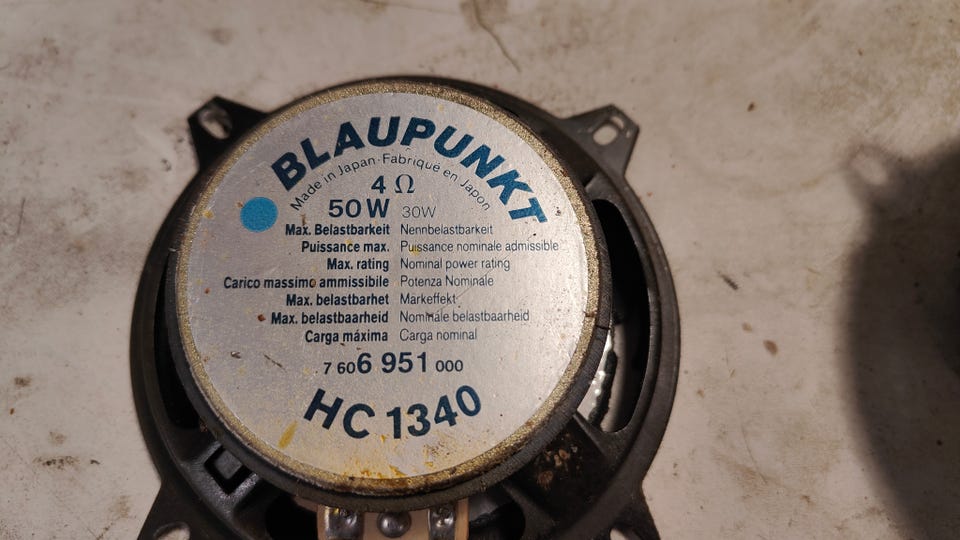 BLAUPUNKT
Made in Japan · Fabriqué en Japon
4 Ω
50 W 30W
Max. Belastbarkeit Nennbelastbarkeit
Puissance max. Puissance nominale admissible
Max. rating Nominal power rating
Carico massimo ammissibile Potenza Nominale
Max. belastbarhet Märkeffekt
Max. belastbaarheid Nominale belastbaarheid
Carga máxima Carga nominal
7 606 951 000
HC 1340